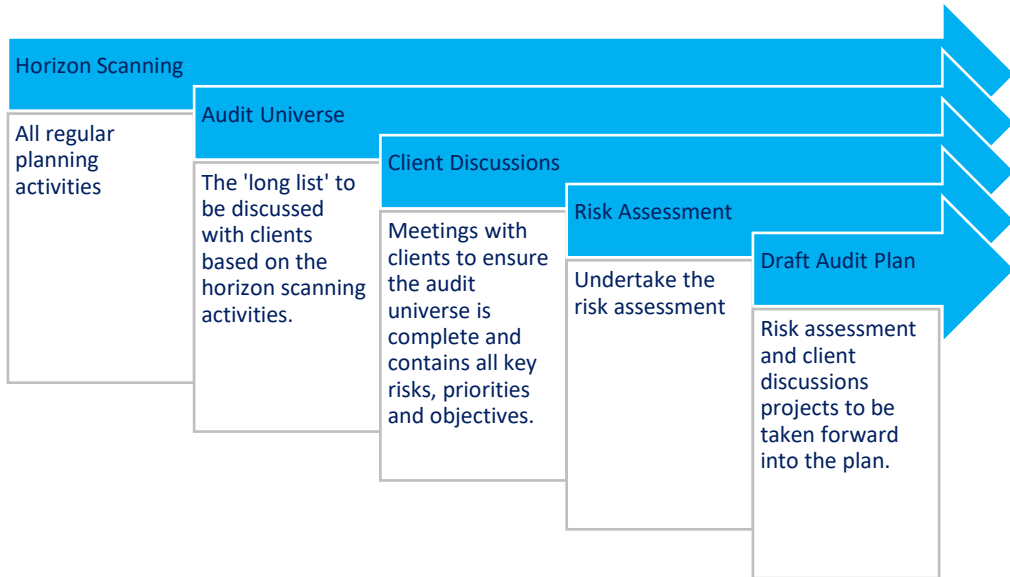 Horizon Scanning
All regular
planning
activities
Audit Universe
The 'long list' to
be discussed
with clients
based on the
horizon scanning
activities.
Client Discussions
Meetings with
clients to ensure
the audit
universe is
complete and
contains all key
risks, priorities
and objectives.
Risk Assessment
Undertake the
risk assessment
Draft Audit Plan
Risk assessment
and client
discussions
projects to be
taken forward
into the plan.